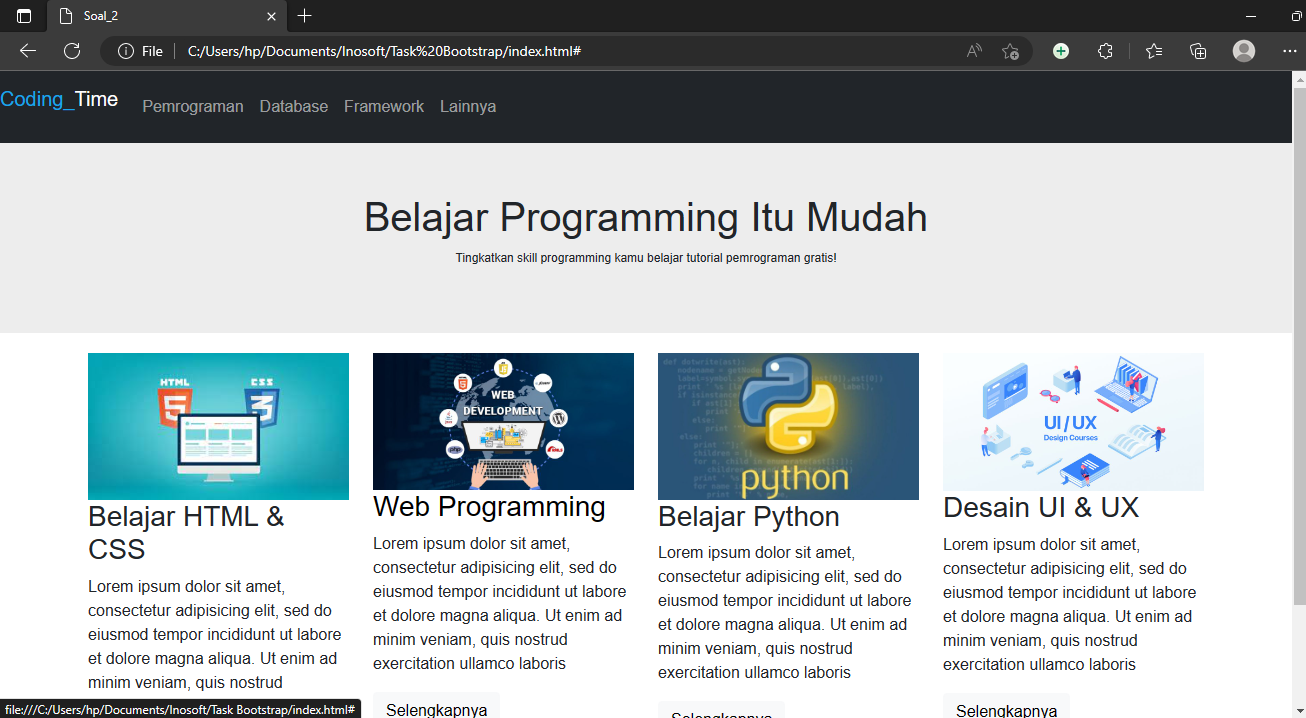 Soal_2
File
C:/Users/hp/Documents/Inosoft/Task%20Bootstrap/index.html#
Coding_Time
Pemrograman
Database
Framework
Lainnya
Belajar Programming Itu Mudah
Tingkatkan skill programming kamu belajar tutorial pemrograman gratis!
HTML
CSS
5
3
Belajar HTML &
CSS
Lorem ipsum dolor sit amet,
consectetur adipisicing elit, sed do
eiusmod tempor incididunt ut labore
et dolore magna aliqua. Ut enim ad
minim veniam, quis nostrud
WEB
DEVELOPMENT
php
Web Programming
Lorem ipsum dolor sit amet,
consectetur adipisicing elit, sed do
eiusmod tempor incididunt ut labore
et dolore magna aliqua. Ut enim ad
minim veniam, quis nostrud
exercitation ullamco laboris
Selengkapnya
python
Belajar Python
Lorem ipsum dolor sit amet,
consectetur adipisicing elit, sed do
eiusmod tempor incididunt ut labore
et dolore magna aliqua. Ut enim ad
minim veniam, quis nostrud
exercitation ullamco laboris
Selengkapnya
UI/UX
Design Courses
Desain UI & UX
Lorem ipsum dolor sit amet,
consectetur adipisicing elit, sed do
eiusmod tempor incididunt ut labore
et dolore magna aliqua. Ut enim ad
minim veniam, quis nostrud
exercitation ullamco laboris
Selengkapnya
file:///C:/Users/hp/Documents/Inosoft/Task Bootstrap/index.html#